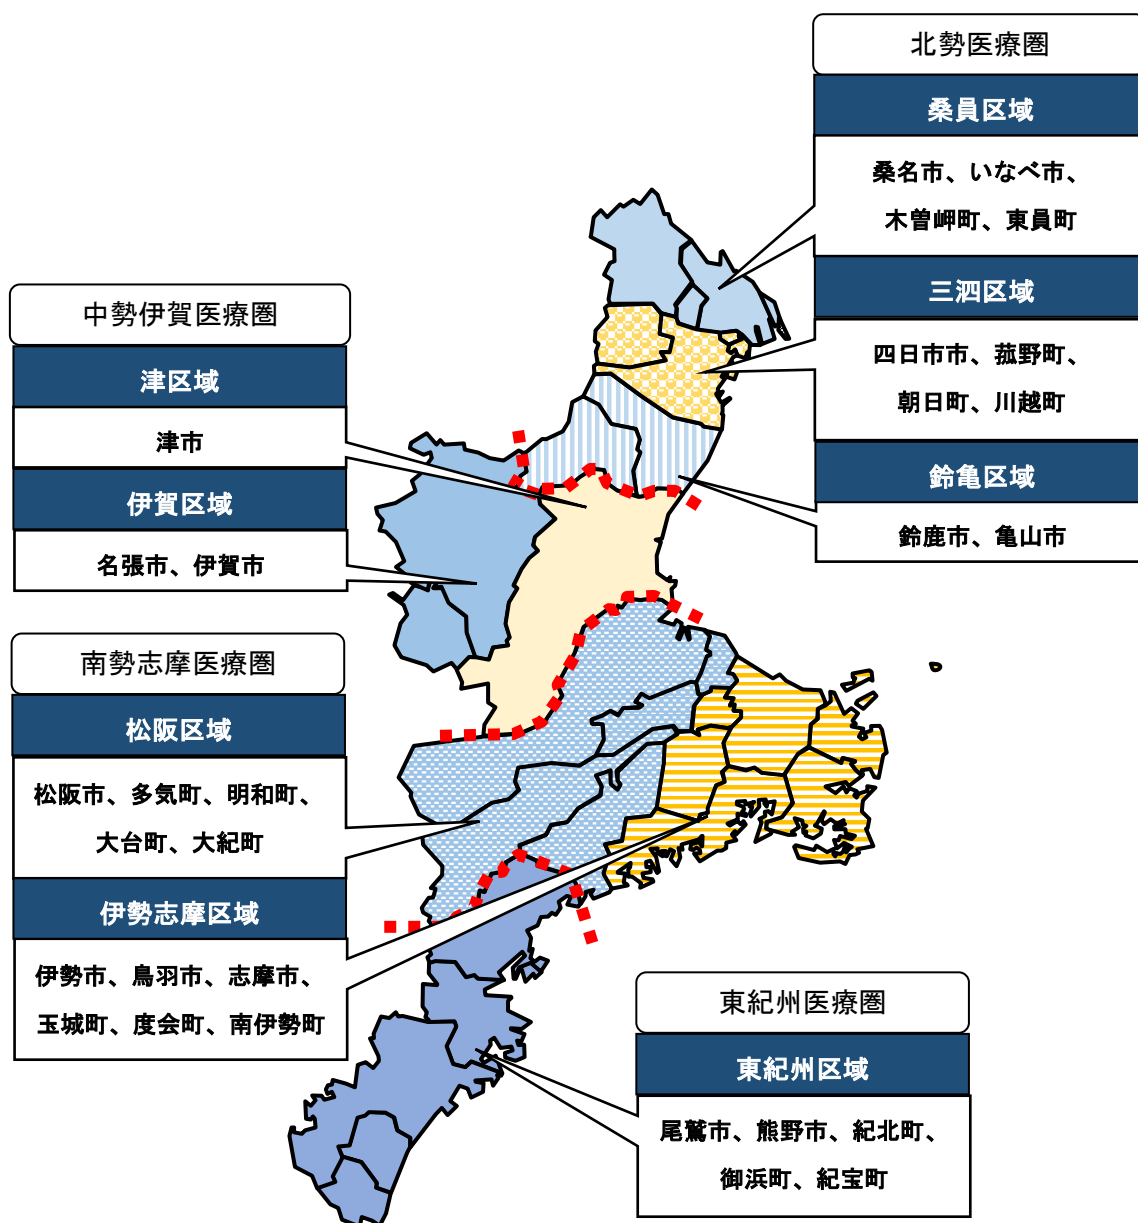 北勢医療圏
桑員区域
桑名市、いなべ市、
木曽岬町、東員町
三泗区域
四日市市、菰野町、
朝日町、川越町
鈴亀区域
鈴鹿市、亀山市
中勢伊賀医療圏
津区域
津市
伊賀区域
名張市、伊賀市
南勢志摩医療圏
松阪区域
松阪市、多気町、明和町、
大台町、大紀町
伊勢志摩区域
伊勢市、鳥羽市、志摩市、
玉城町、度会町、南伊勢町
東紀州医療圏
東紀州区域
尾鷲市、熊野市、紀北町、
御浜町、紀宝町